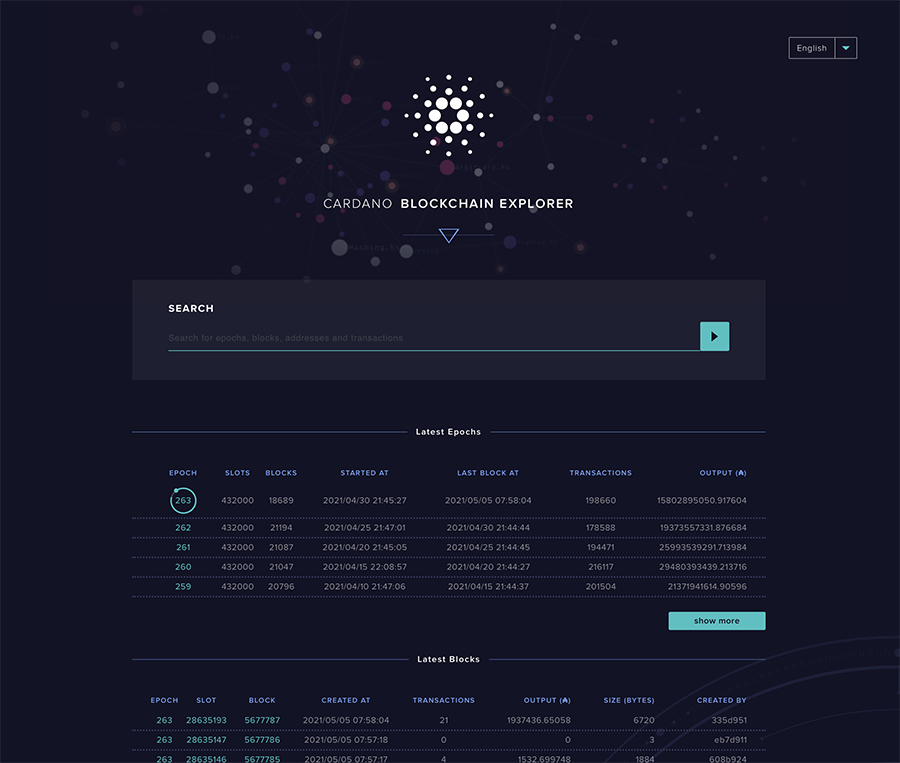 English
CARDANO BLOCKCHAIN EXPLORER
SEARCH
Search for epochs, blocks, addresses and transactions
Latest Epochs
EPOCH SLOTS BLOCKS STARTED AT LAST BLOCK AT TRANSACTIONS OUTPUT (₳)
263 432000 18689 2021/04/30 21:45:27 2021/05/05 07:58:04 198660 15802895050.917604
262 432000 21194 2021/04/25 21:47:01 2021/04/30 21:44:44 178588 19373557331.876684
261 432000 21087 2021/04/20 21:45:05 2021/04/25 21:44:45 194471 25993539291.713984
260 432000 21047 2021/04/15 22:08:57 2021/04/20 21:44:27 216117 29480393439.213716
259 432000 20796 2021/04/10 21:47:06 2021/04/15 21:44:37 201504 21371941614.90596
show more
Latest Blocks
EPOCH SLOT BLOCK CREATED AT TRANSACTIONS OUTPUT (₳) SIZE (BYTES) CREATED BY
263 28635193 5677787 2021/05/05 07:58:04 21 1937436.65058 6720 335d951
263 28635147 5677786 2021/05/05 07:57:18 0 0 3 eb7d911
263 28635146 5677785 2021/05/05 07:57:17 4 1532.699748 1884 608b924